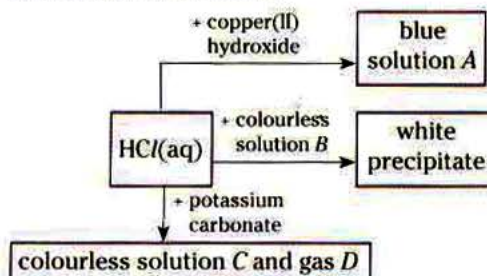 + copper(II)
hydroxide
blue
solution A
HCl(aq)
+ colourless
solution B
white
precipitate
+ potassium
carbonate
colourless solution C and gas D